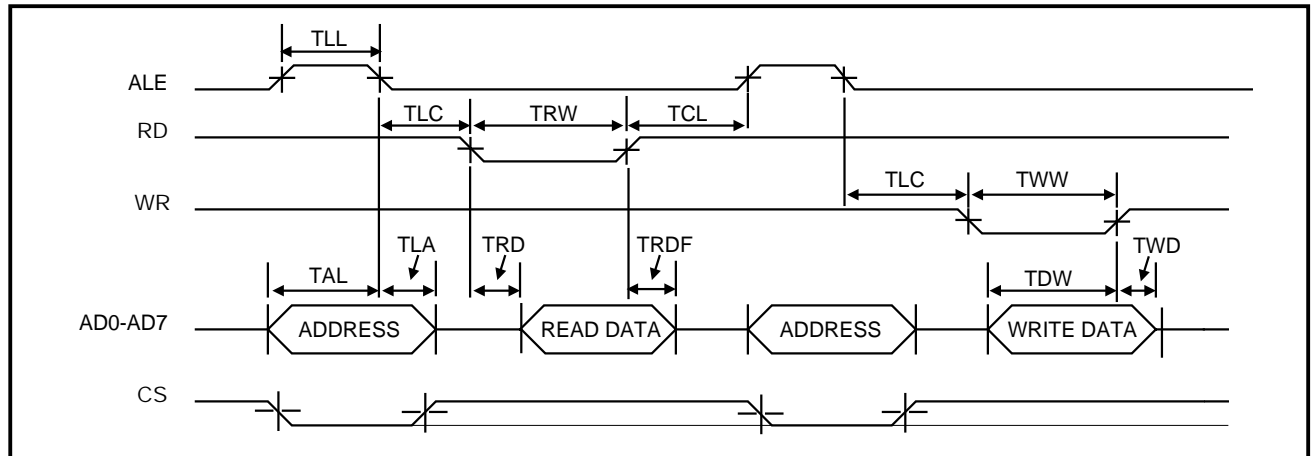 TLL
ALE
TLC TRW TCL
RD
TLC TWW
WR
TLA TRD TRDF TWD
TAL TDW
AD0-AD7 ADDRESS READ DATA ADDRESS WRITE DATA
CS